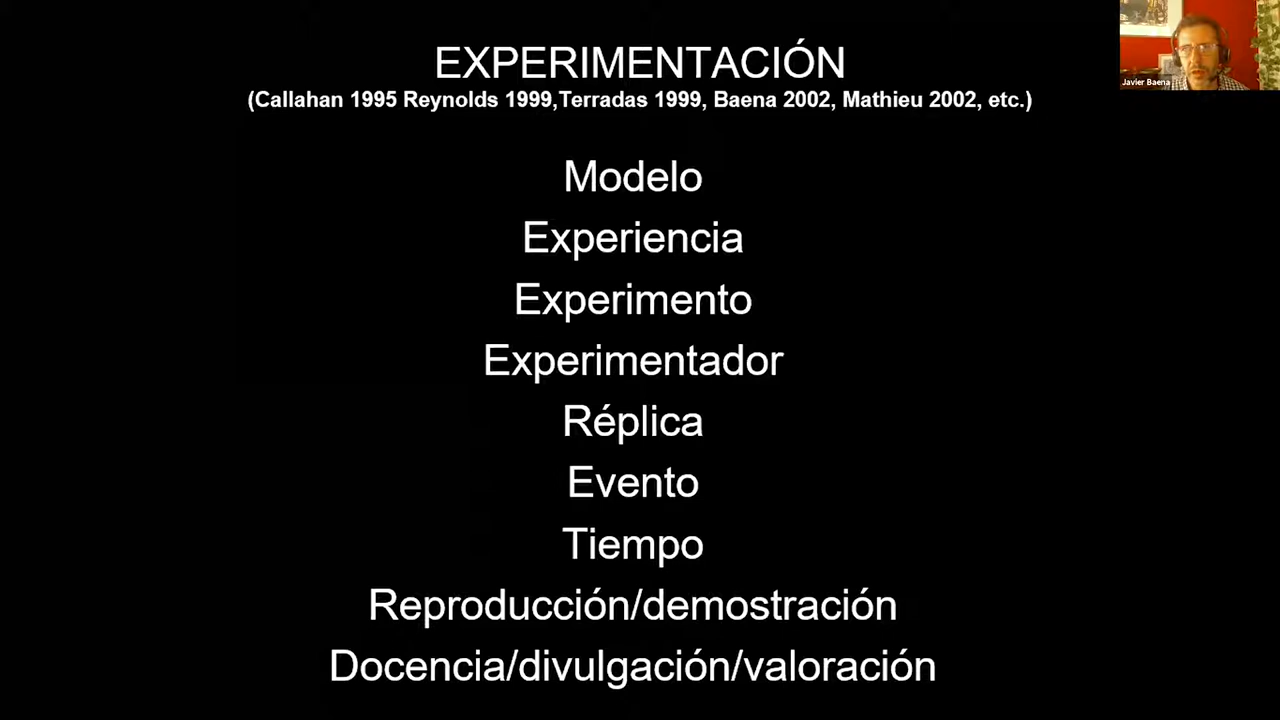 EXPERIMENTACIÓN
(Callahan 1995 Reynolds 1999,Terradas 1999, Baena 2002, Mathieu 2002, etc.)
Javier Baena
Modelo
Experiencia
Experimento
Experimentador
Réplica
Evento
Tiempo
Reproducción/demostración
Docencia/divulgación/valoración